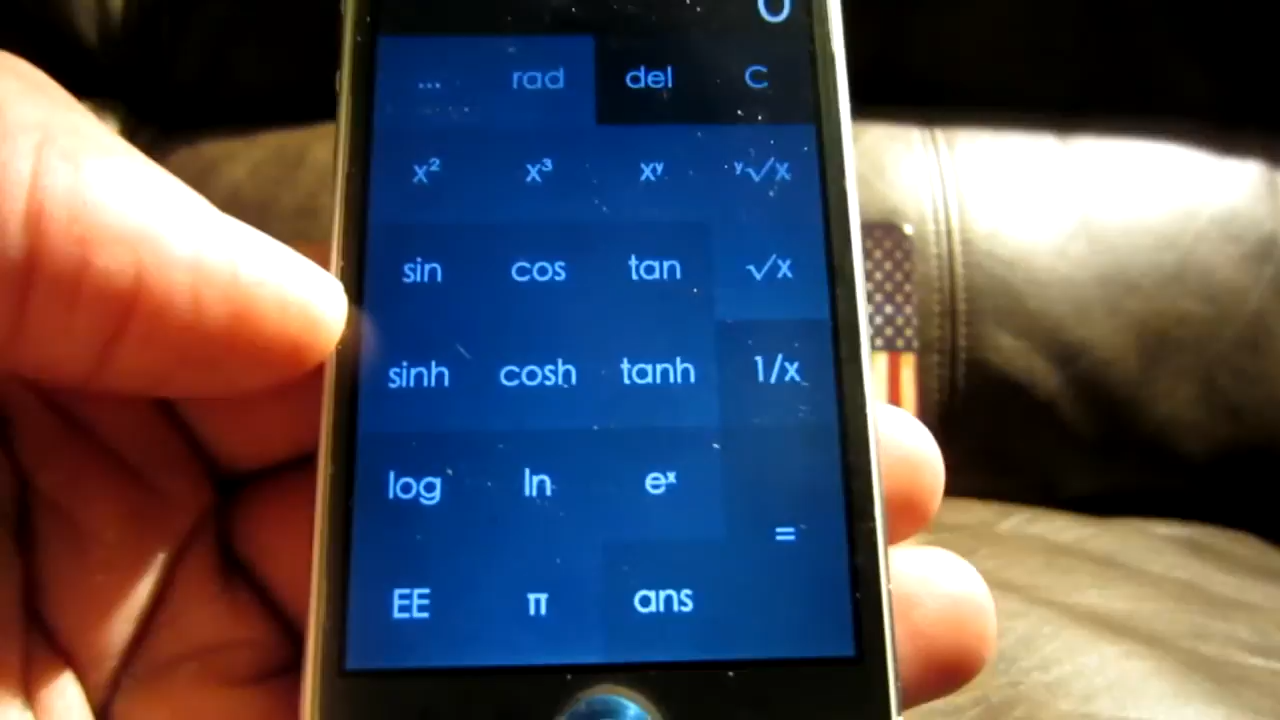 0
... rad del C
x² x³ xʸ ʸ√x
sin cos tan √x
sinh cosh tanh 1/x
log ln eˣ
=
EE π ans